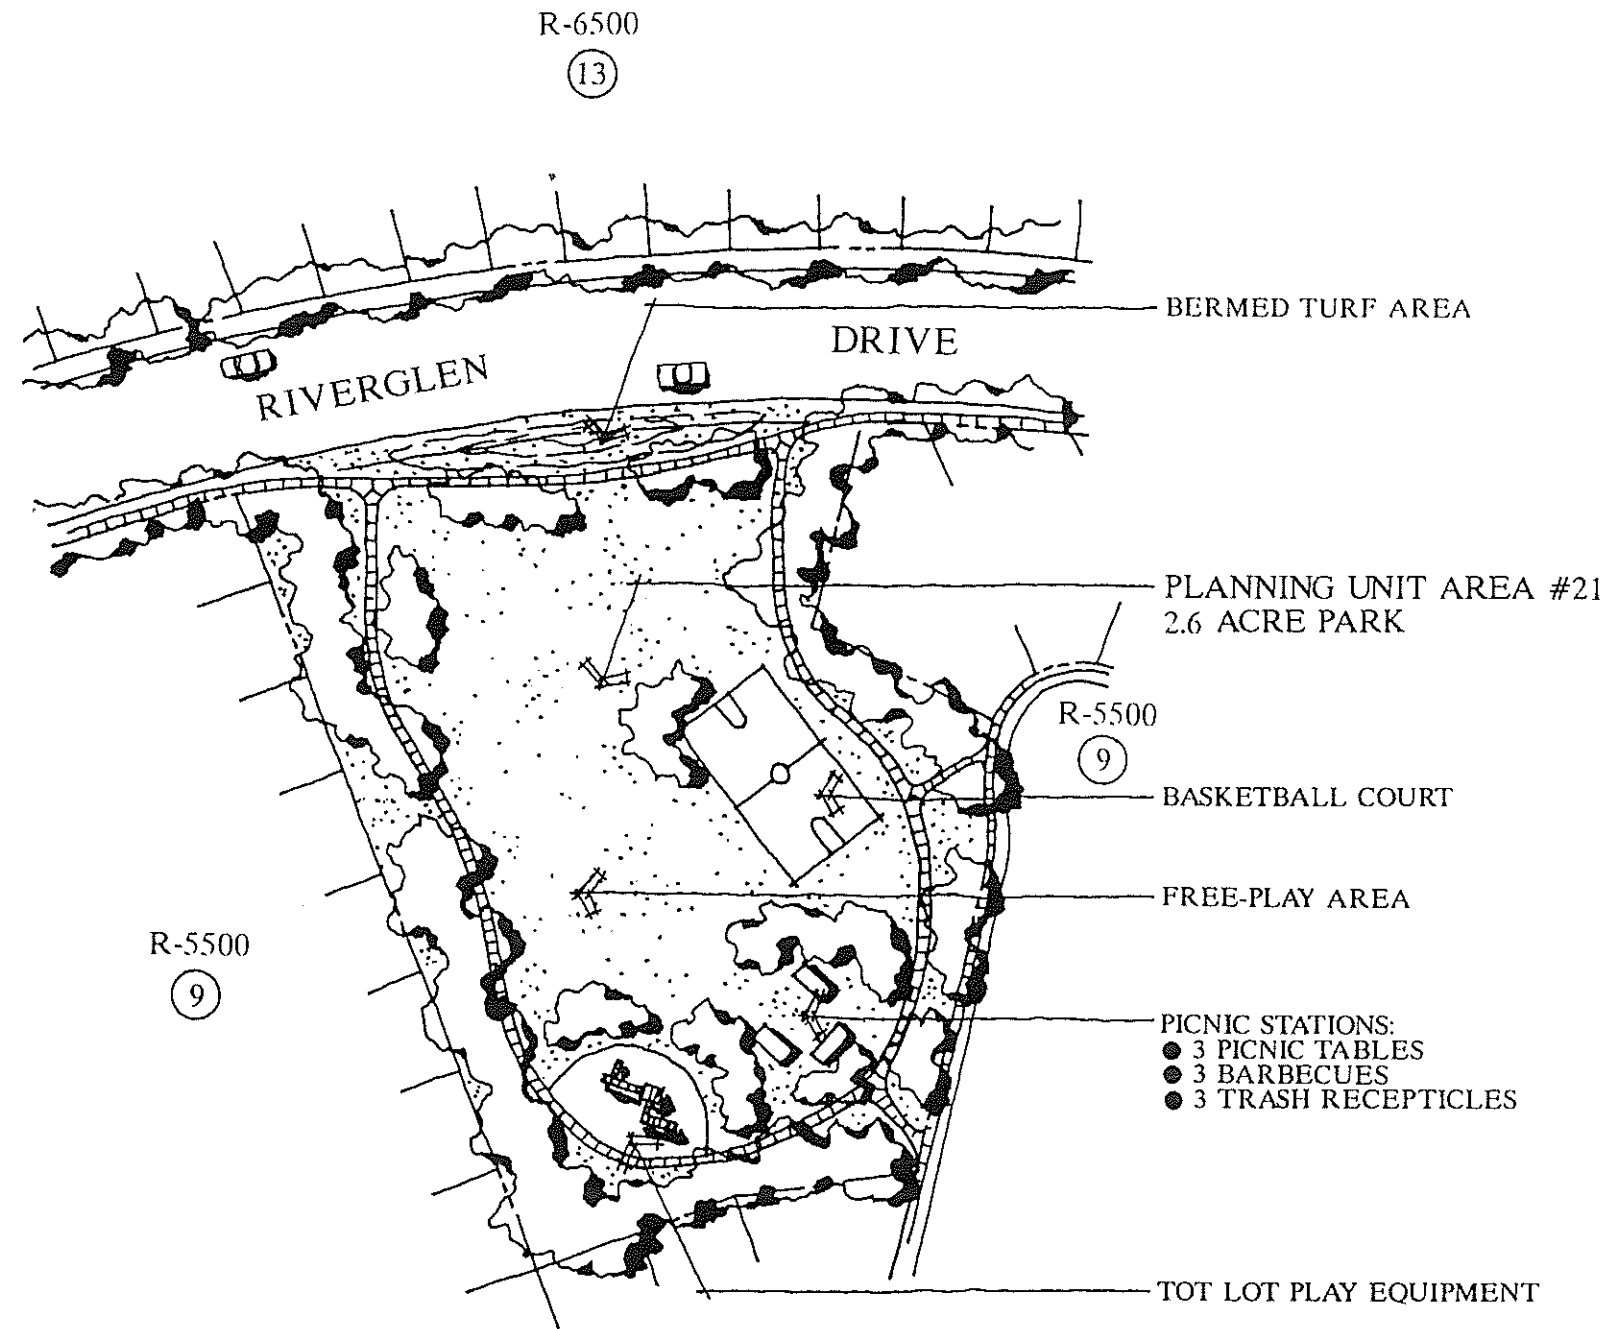 R-6500
13
BERMED TURF AREA
RIVERGLEN DRIVE
PLANNING UNIT AREA #21
2.6 ACRE PARK
R-5500
9
BASKETBALL COURT
FREE-PLAY AREA
R-5500
9
PICNIC STATIONS:
● 3 PICNIC TABLES
● 3 BARBECUES
● 3 TRASH RECEPTICLES
TOT LOT PLAY EQUIPMENT